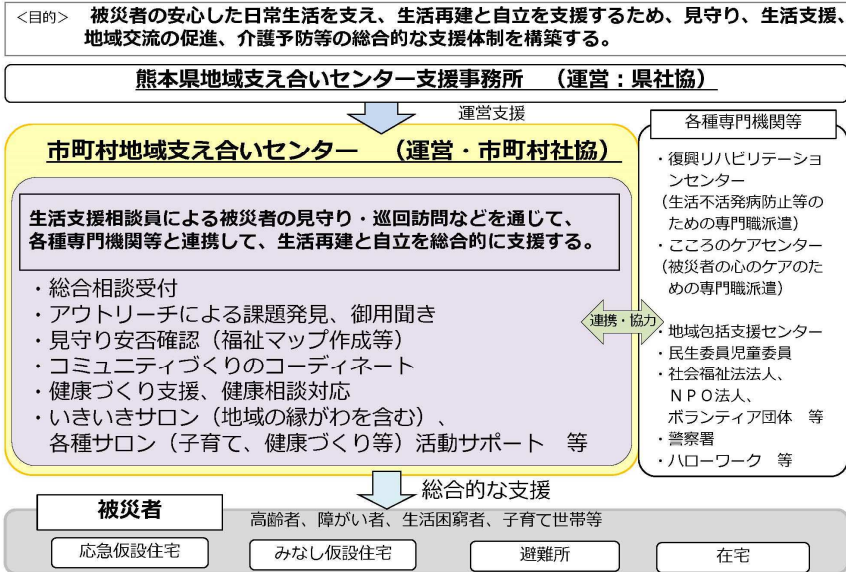 <目的> 被災者の安心した日常生活を支え、生活再建と自立を支援するため、見守り、生活支援、
地域交流の促進、介護予防等の総合的な支援体制を構築する。
熊本県地域支え合いセンター支援事務所 (運営:県社協)
運営支援
市町村地域支え合いセンター (運営・市町村社協)
生活支援相談員による被災者の見守り・巡回訪問などを通じて、
各種専門機関等と連携して、生活再建と自立を総合的に支援する。
・総合相談受付
・アウトリーチによる課題発見、御用聞き
・見守り安否確認(福祉マップ作成等)
・コミュニティづくりのコーディネート
・健康づくり支援、健康相談対応
・いきいきサロン(地域の縁がわを含む)、
各種サロン(子育て、健康づくり等)活動サポート 等
連携・協力
各種専門機関等
・復興リハビリテーショ
ンセンター
(生活不活発病防止等の
ための専門職派遣)
・こころのケアセンター
(被災者の心のケアのた
めの専門職派遣)
・地域包括支援センター
・民生委員児童委員
・社会福祉法法人、
NPO法人、
ボランティア団体 等
・警察署
・ハローワーク 等
総合的な支援
被災者
高齢者、障がい者、生活困窮者、子育て世帯等
応急仮設住宅
みなし仮設住宅
避難所
在宅